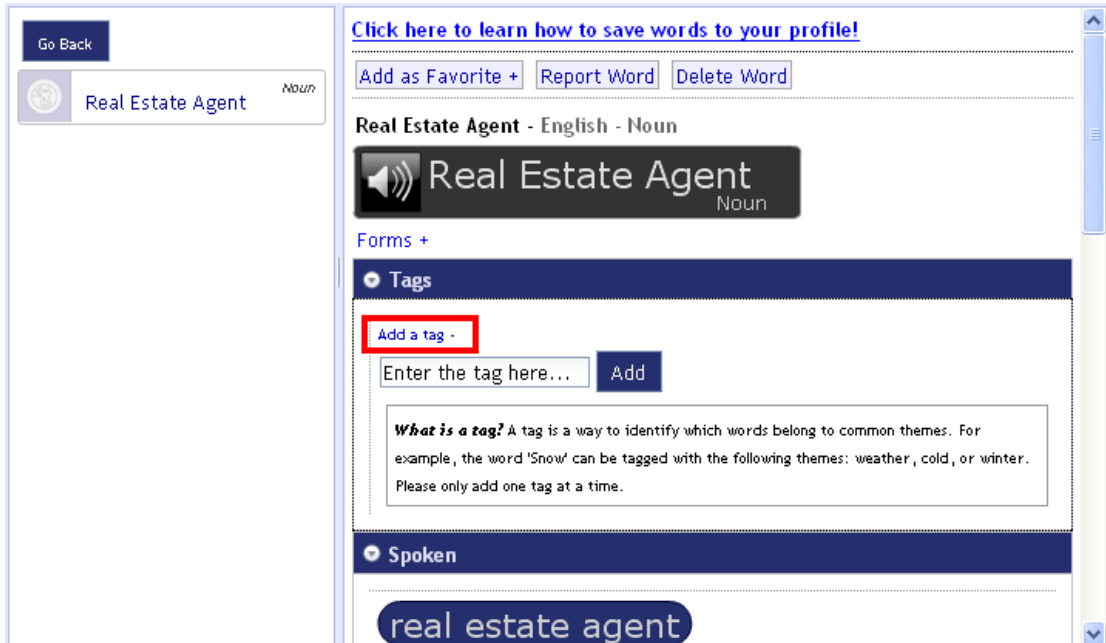 Go Back
Real Estate Agent
Noun
Click here to learn how to save words to your profile!
Add as Favorite + Report Word Delete Word
Real Estate Agent - English - Noun
Real Estate Agent
Noun
Forms +
Tags
Add a tag -
Enter the tag here... Add
What is a tag? A tag is a way to identify which words belong to common themes. For
example, the word 'Snow' can be tagged with the following themes: weather, cold, or winter.
Please only add one tag at a time.
Spoken
real estate agent